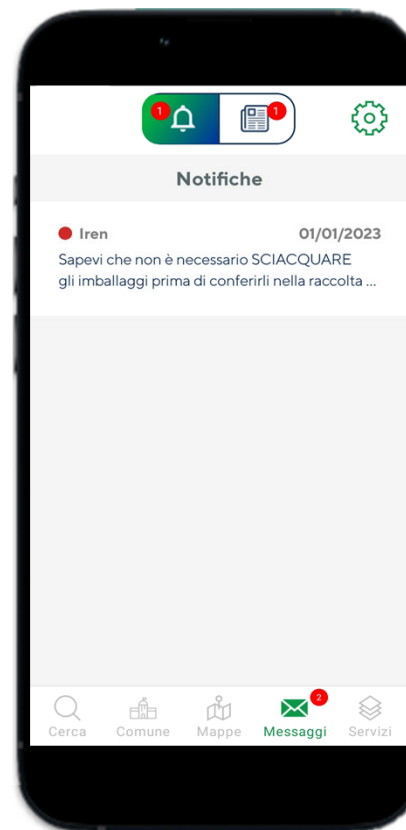 1
1
Notifiche
Iren 01/01/2023
Sapevi che non è necessario SCIACQUARE
gli imballaggi prima di conferirli nella raccolta ...
2
Cerca Comune Mappe Messaggi Servizi